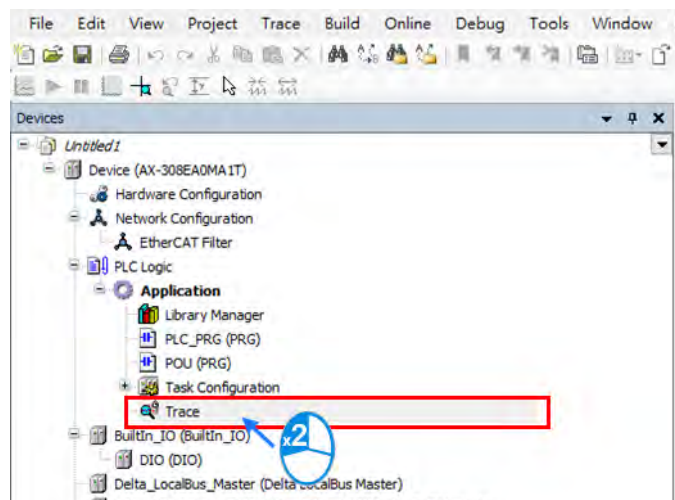 File Edit View Project Trace Build Online Debug Tools Window
Devices
Untitled1
Device (AX-308EA0MA1T)
Hardware Configuration
Network Configuration
EtherCAT Filter
PLC Logic
Application
Library Manager
PLC_PRG (PRG)
POU (PRG)
Task Configuration
Trace
BuiltIn_IO (BuiltIn_IO)
x2
DIO (DIO)
Delta_LocalBus_Master (Delta LocalBus Master)